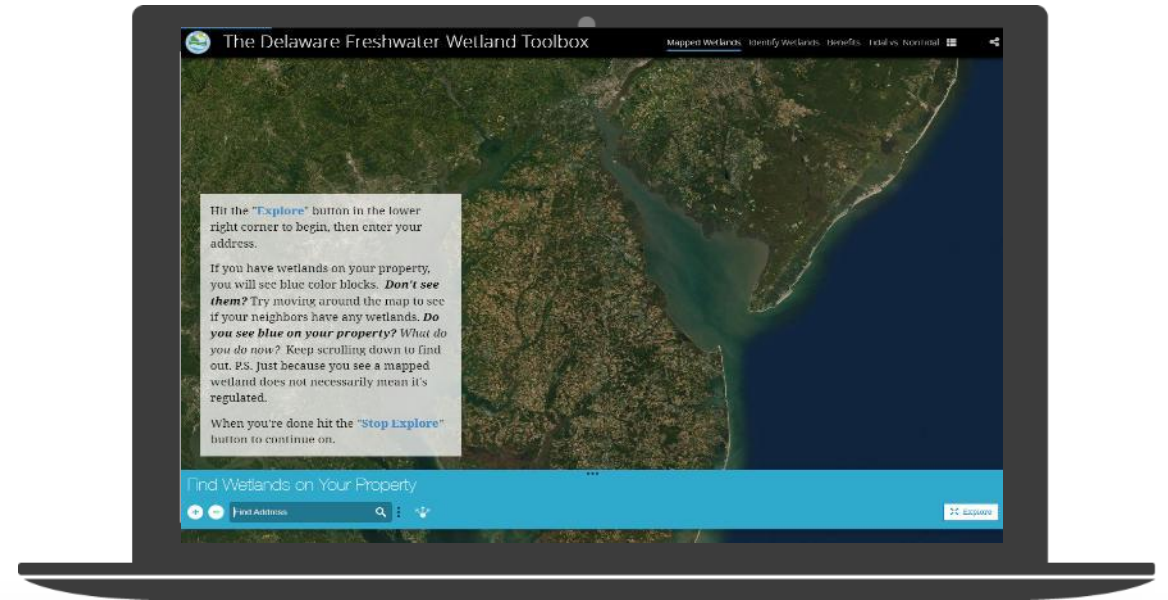 The Delaware Freshwater Wetland Toolbox
Mapped Wetlands Identify Wetlands Benefits Tidal vs. NonTidal
Hit the "Explore" button in the lower
right corner to begin, then enter your
address.
If you have wetlands on your property,
you will see blue color blocks. Don't see
them? Try moving around the map to see
if your neighbors have any wetlands. Do
you see blue on your property? What do
you do now? Keep scrolling down to find
out. P.S. Just because you see a mapped
wetland does not necessarily mean it's
regulated.
When you're done hit the "Stop Explore"
button to continue on.
Find Wetlands on Your Property
Find Address
Explore